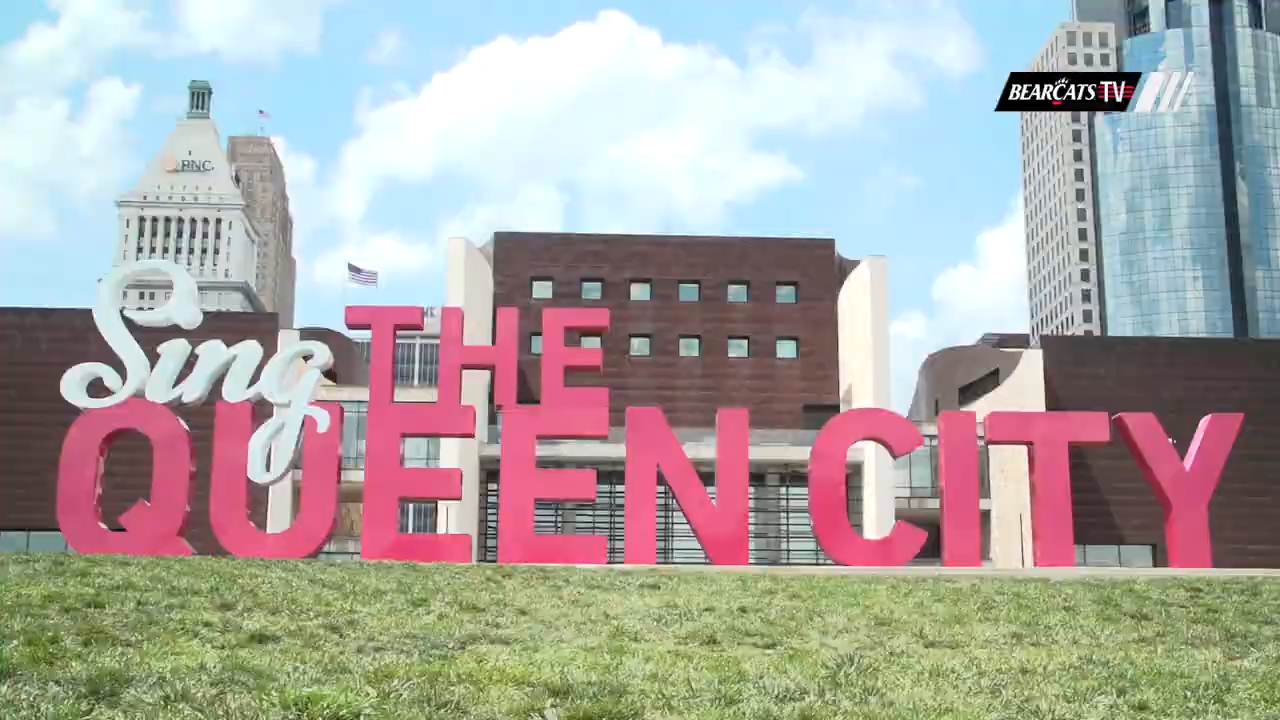 BEARCATS TV
PNC
Sing
THE
QUEEN CITY